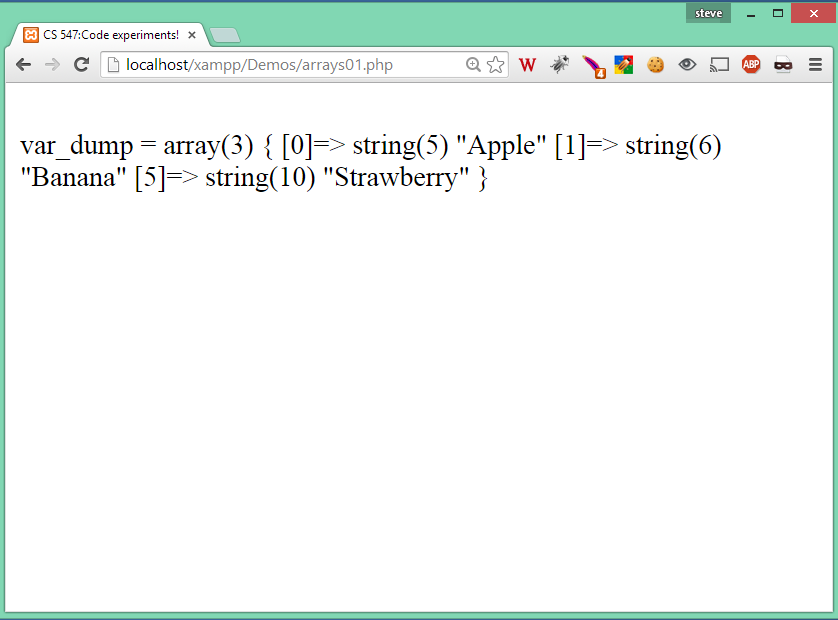 steve
CS 547:Code experiments!
localhost/xampp/Demos/arrays01.php
W
4
ABP
var_dump = array(3) { [0]=> string(5) "Apple" [1]=> string(6)
"Banana" [5]=> string(10) "Strawberry" }